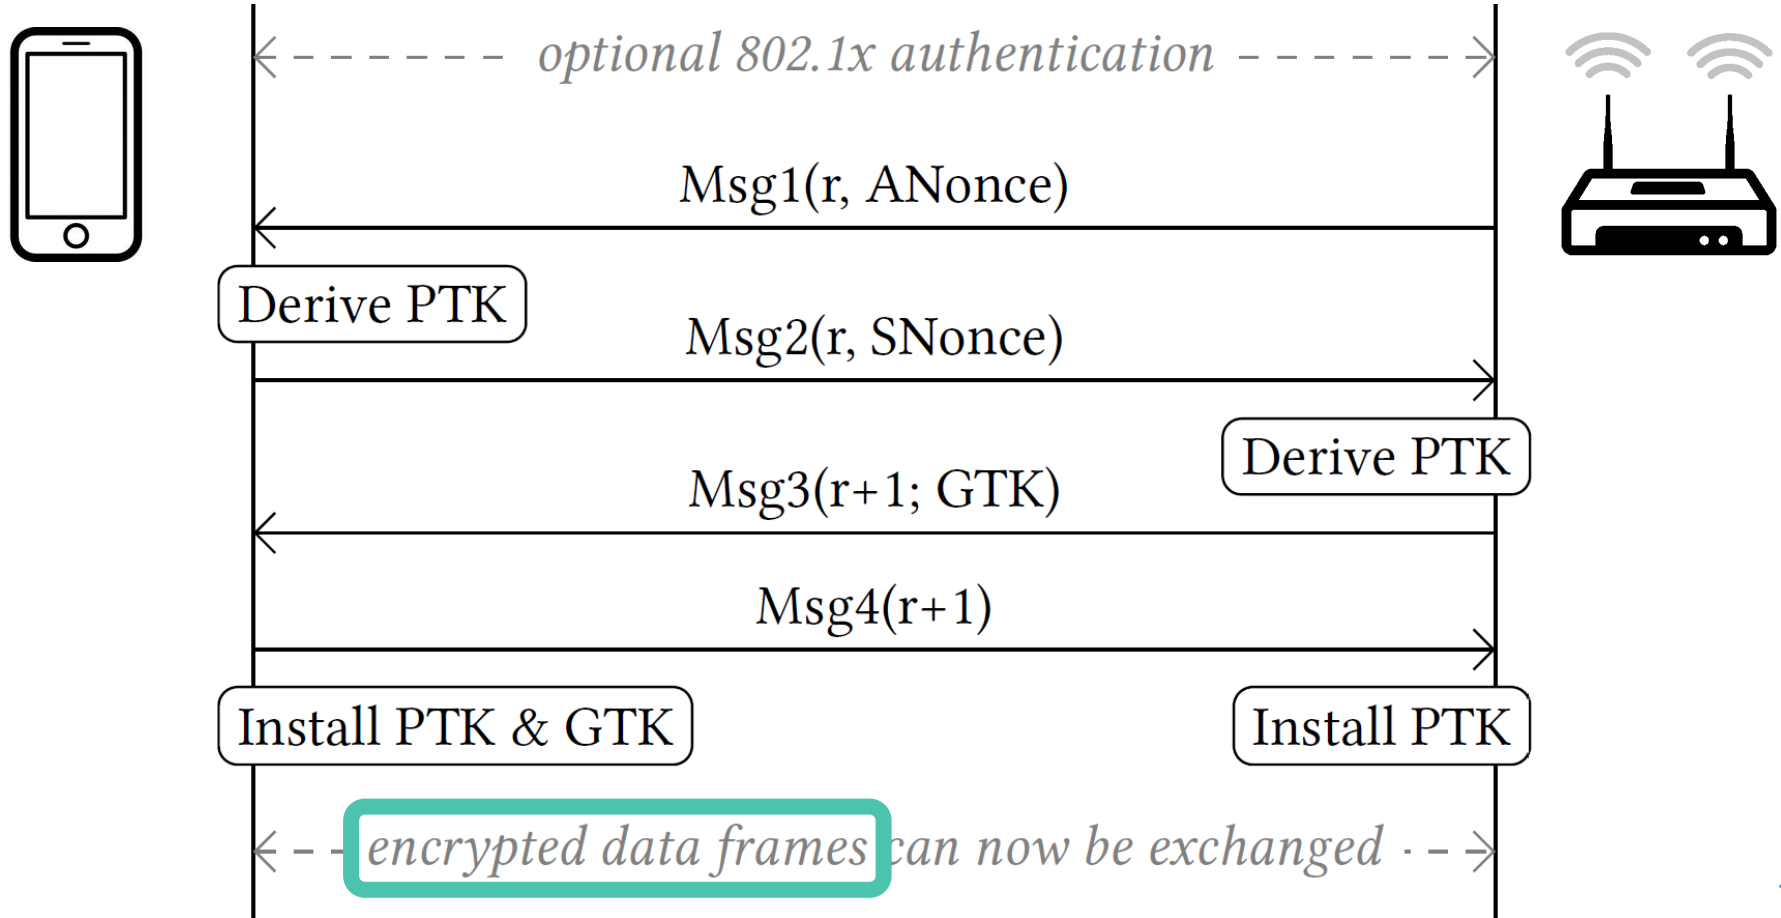 optional 802.1x authentication
Msg1(r, ANonce)
Derive PTK
Msg2(r, SNonce)
Derive PTK
Msg3(r+1; GTK)
Msg4(r+1)
Install PTK & GTK
Install PTK
encrypted data frames can now be exchanged